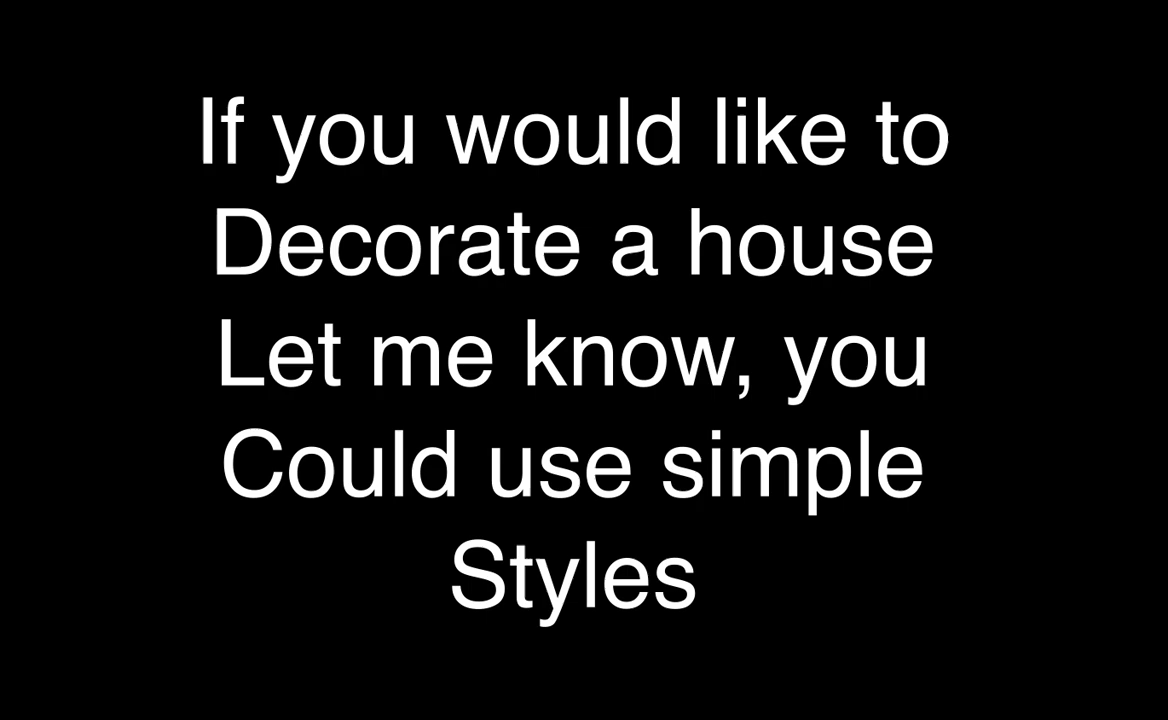 If you would like to
Decorate a house
Let me know, you
Could use simple
Styles